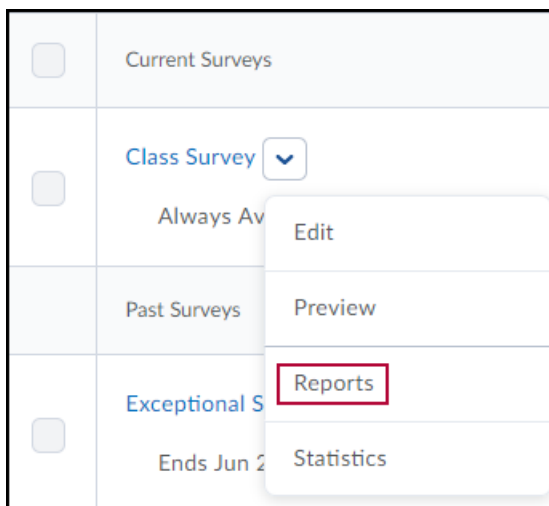 Current Surveys
Class Survey
Always Av
Edit
Preview
Past Surveys
Reports
Exceptional S
Statistics
Ends Jun 2